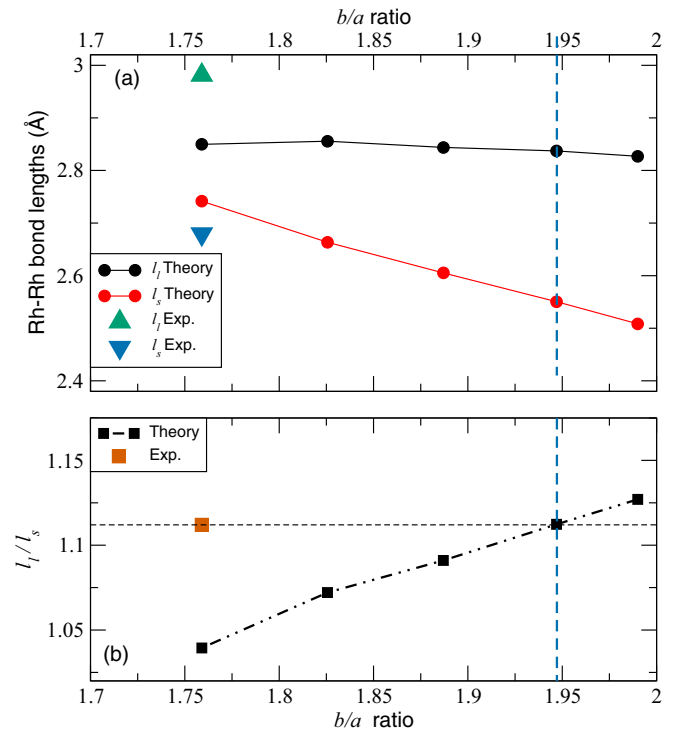 b/a ratio
1.7 1.75 1.8 1.85 1.9 1.95 2
(a)
3
2.8
2.6
2.4
Rh-Rh bond lengths (Å)
l_l Theory
l_s Theory
l_l Exp.
l_s Exp.
Theory
Exp.
1.15
1.1
1.05
l_l / l_s
(b)
1.7 1.75 1.8 1.85 1.9 1.95 2
b/a ratio